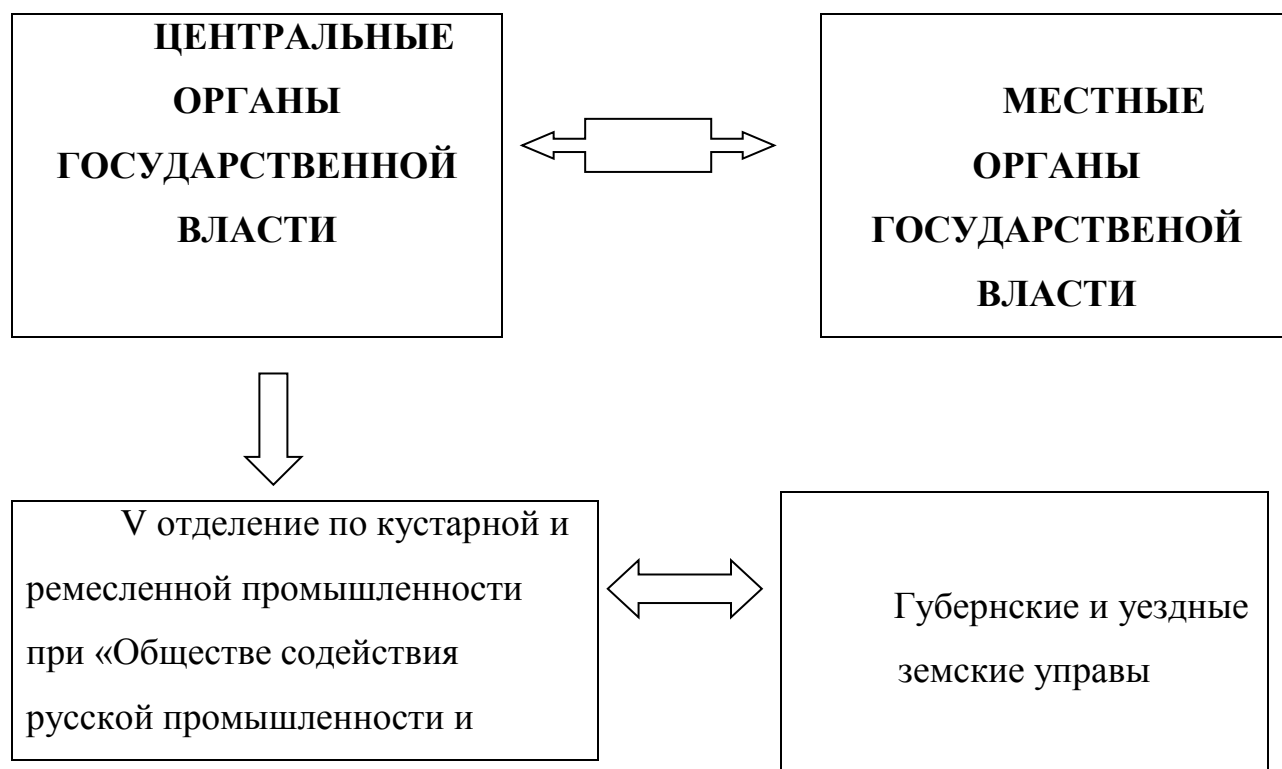 ЦЕНТРАЛЬНЫЕ
ОРГАНЫ
ГОСУДАРСТВЕННОЙ
ВЛАСТИ
МЕСТНЫЕ
ОРГАНЫ
ГОСУДАРСТВЕНОЙ
ВЛАСТИ
V отделение по кустарной и
ремесленной промышленности
при «Обществе содействия
русской промышленности и
Губернские и уездные
земские управы